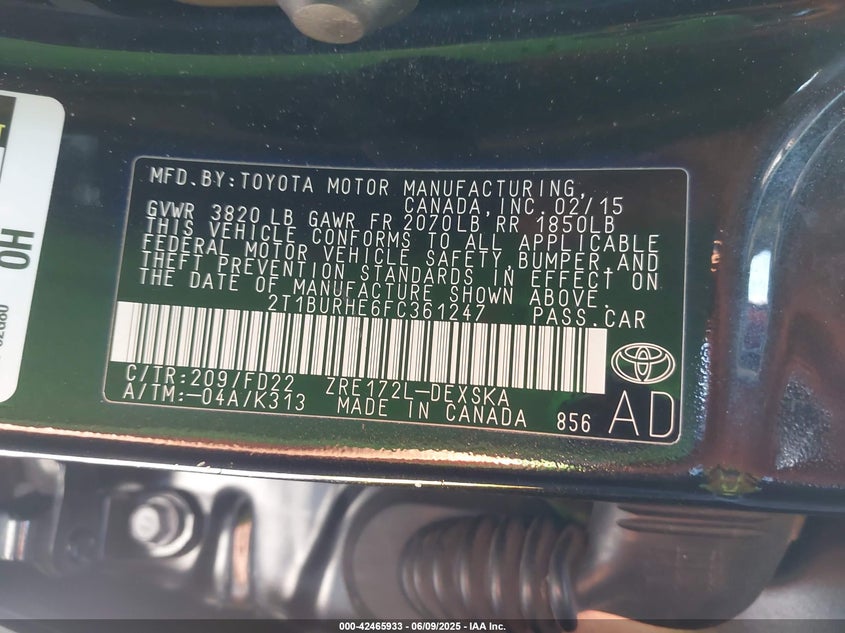 MFD.BY:TOYOTA MOTOR MANUFACTURING,
CANADA,INC. 02/15
GVWR 3820 LB GAWR FR 2070LB,RR 1850LB
THIS VEHICLE CONFORMS TO ALL APPLICABLE
FEDERAL MOTOR VEHICLE SAFETY,BUMPER,AND
THEFT PREVENTION STANDARDS IN EFFECT ON
THE DATE OF MANUFACTURE SHOWN ABOVE.
2T1BURHE6FC361247 PASS.CAR
C/TR:209/FD22 ZRE172L-DEXSKA
A/TM:-04A/K313 MADE IN CANADA 856
AD
OH
000-42465933 - 06/09/2025 - IAA Inc.